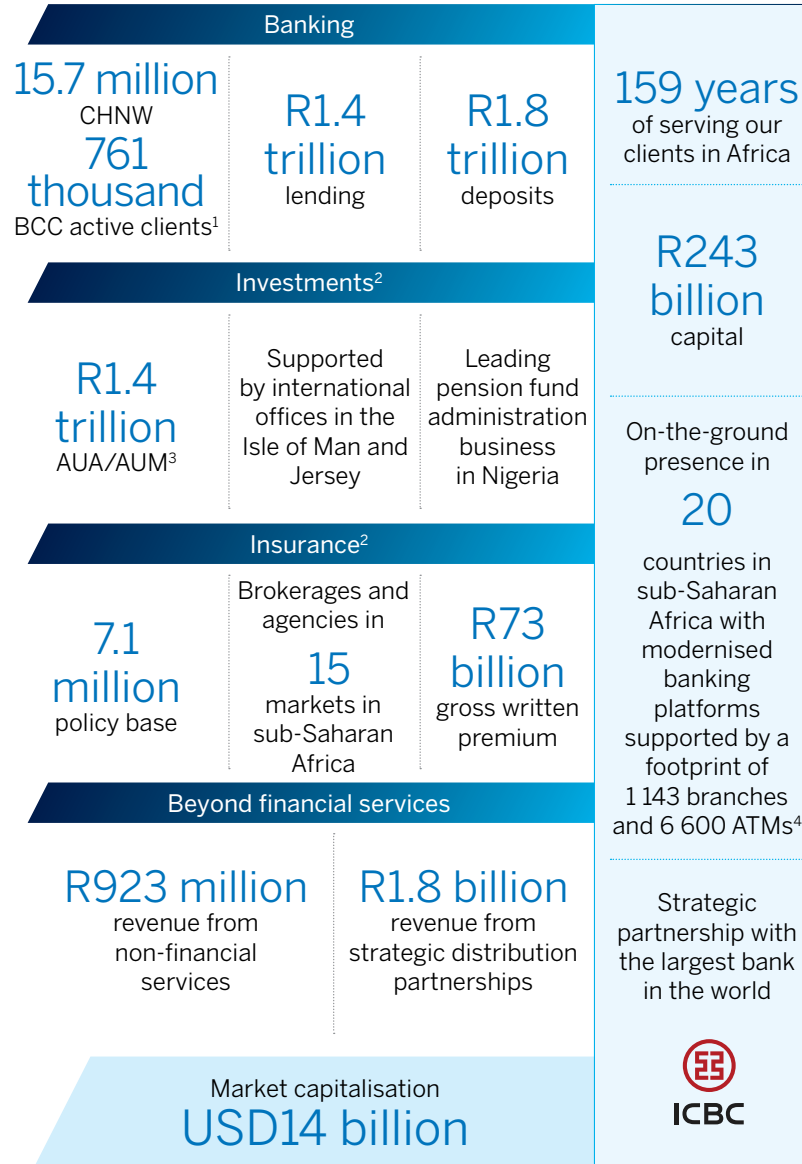 Banking
15.7 million
CHNW
761
thousand
BCC active clients¹
R1.4
trillion
lending
R1.8
trillion
deposits
Investments²
R1.4
trillion
AUA/AUM³
Supported
by international
offices in the
Isle of Man and
Jersey
Leading
pension fund
administration
business
in Nigeria
Insurance²
7.1
million
policy base
Brokerages and
agencies in
15
markets in
sub-Saharan
Africa
R73
billion
gross written
premium
Beyond financial services
R923 million
revenue from
non-financial
services
R1.8 billion
revenue from
strategic distribution
partnerships
Market capitalisation
USD14 billion
159 years
of serving our
clients in Africa
R243
billion
capital
On-the-ground
presence in
20
countries in
sub-Saharan
Africa with
modernised
banking
platforms
supported by a
footprint of
1 143 branches
and 6 600 ATMs⁴
Strategic
partnership with
the largest bank
in the world
ICBC